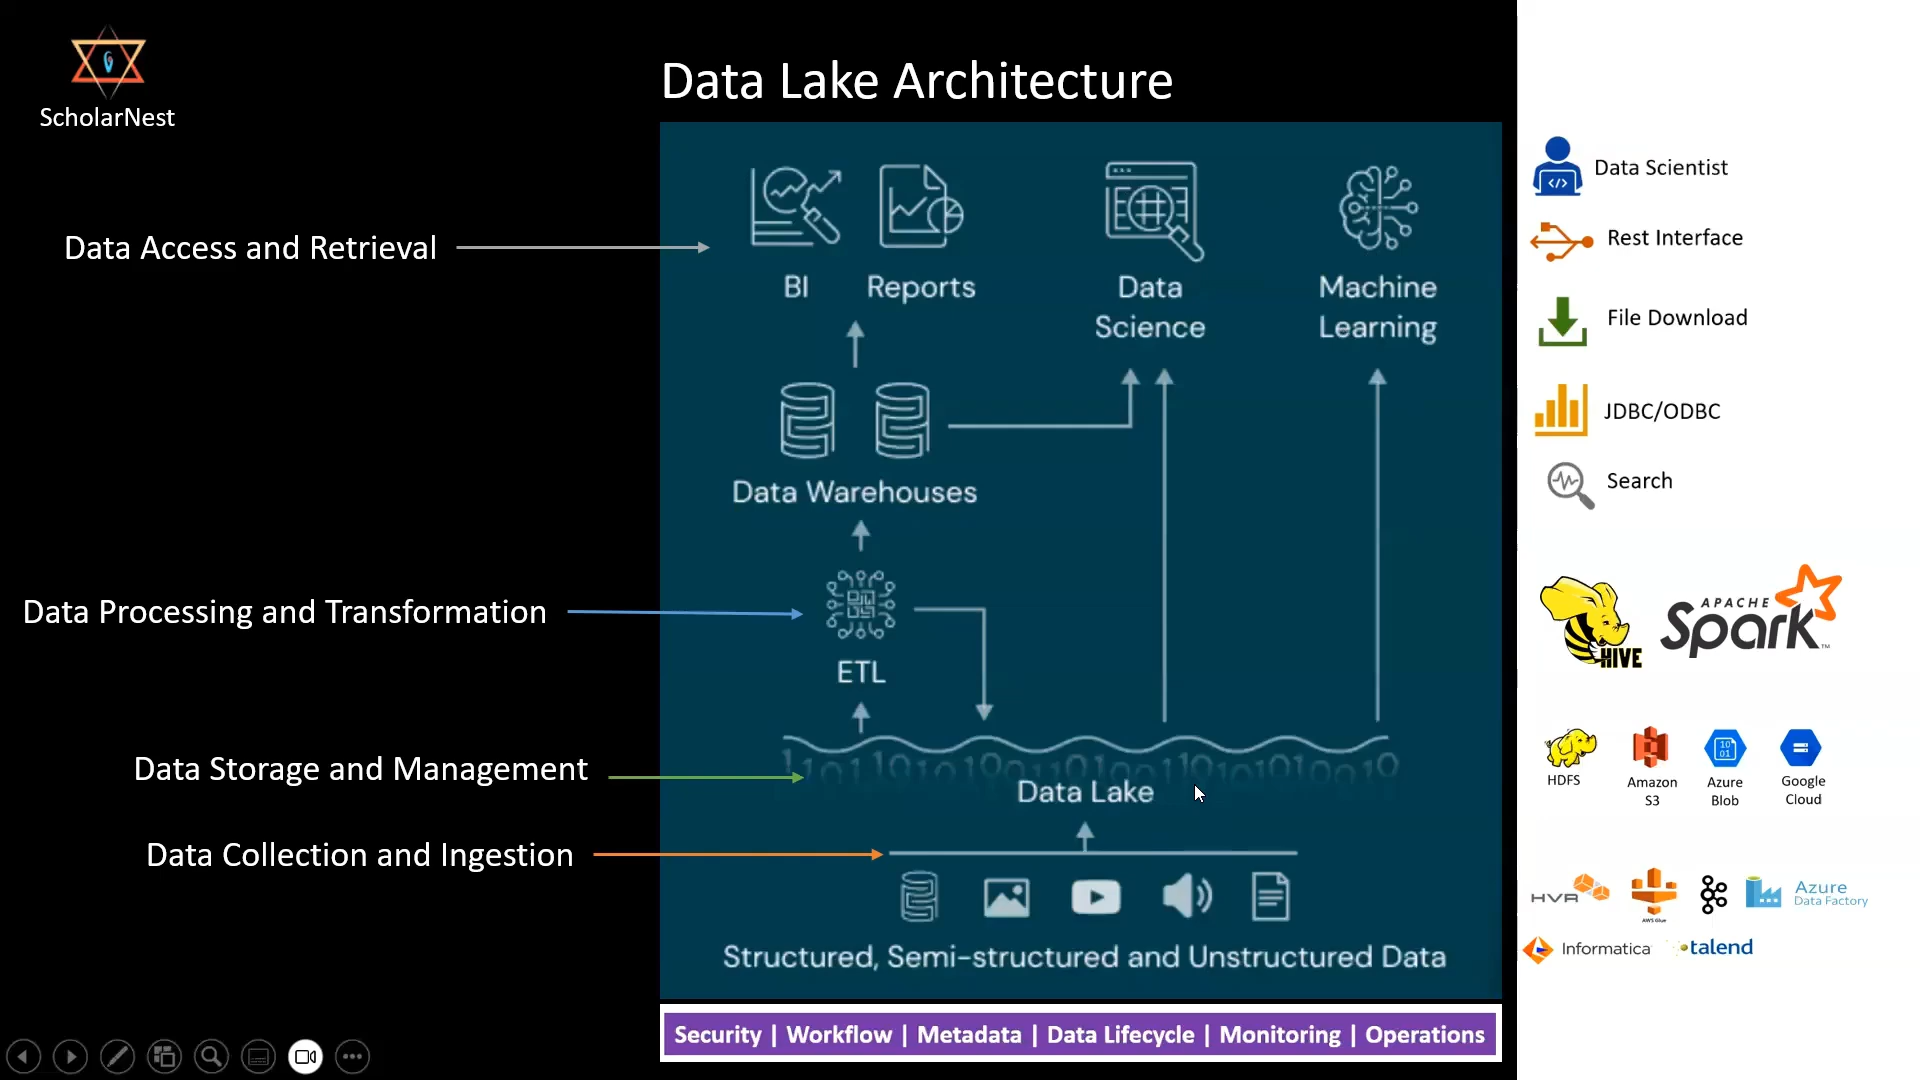 ScholarNest
Data Lake Architecture
Data Access and Retrieval
BI
Reports
Data
Science
Machine
Learning
Data Warehouses
Data Processing and Transformation
ETL
Data Storage and Management
Data Lake
Data Collection and Ingestion
Structured, Semi-structured and Unstructured Data
Security | Workflow | Metadata | Data Lifecycle | Monitoring | Operations
Data Scientist
Rest Interface
File Download
JDBC/ODBC
Search
HIVE
APACHE
Spark™
HDFS
Amazon
S3
Azure
Blob
Google
Cloud
HVR
AWS Glue
Azure
Data Factory
Informatica
talend